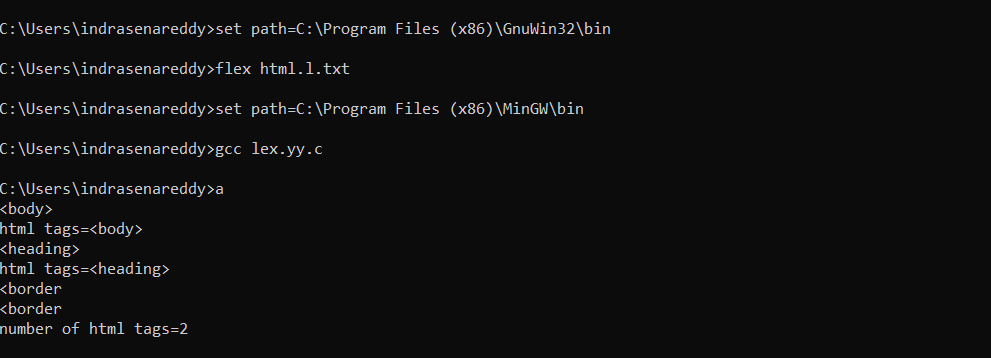 C:\Users\indrasenareddy>set path=C:\Program Files (x86)\GnuWin32\bin
C:\Users\indrasenareddy>flex html.l.txt
C:\Users\indrasenareddy>set path=C:\Program Files (x86)\MinGW\bin
C:\Users\indrasenareddy>gcc lex.yy.c
C:\Users\indrasenareddy>a
<body>
html tags=<body>
<heading>
html tags=<heading>
<border
<border
number of html tags=2